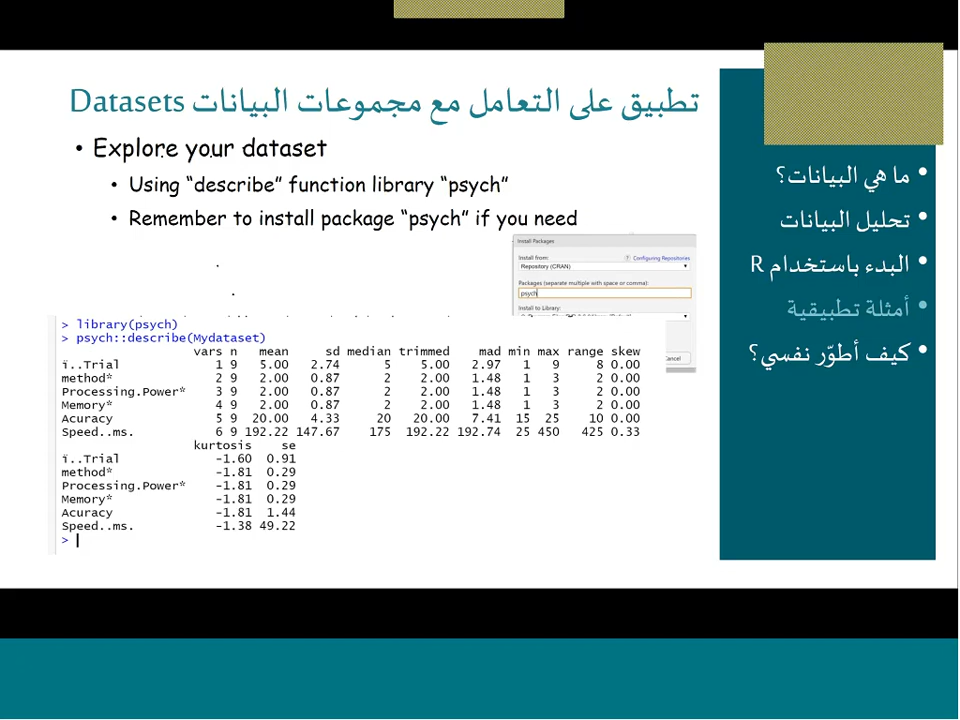 تطبيق على التعامل مع مجموعات البيانات Datasets
• Explore your dataset
• Using “describe” function library “psych”
• Remember to install package “psych” if you need
Install Packages
Install from:
? Configuring Repositories
Repository (CRAN)
Packages (separate multiple with space or comma):
psych
Install to Library:
Cancel
> library(psych)
> psych::describe(Mydataset)
vars n mean sd median trimmed mad min max range skew
ï..Trial 1 9 5.00 2.74 5 5.00 2.97 1 9 8 0.00
method* 2 9 2.00 0.87 2 2.00 1.48 1 3 2 0.00
Processing.Power* 3 9 2.00 0.87 2 2.00 1.48 1 3 2 0.00
Memory* 4 9 2.00 0.87 2 2.00 1.48 1 3 2 0.00
Acuracy 5 9 20.00 4.33 20 20.00 7.41 15 25 10 0.00
Speed..ms. 6 9 192.22 147.67 175 192.22 192.74 25 450 425 0.33
kurtosis se
ï..Trial -1.60 0.91
method* -1.81 0.29
Processing.Power* -1.81 0.29
Memory* -1.81 0.29
Acuracy -1.81 1.44
Speed..ms. -1.38 49.22
>
• ما هي البيانات؟
• تحليل البيانات
• البدء باستخدام R
• أمثلة تطبيقية
• كيف أطوّر نفسي؟